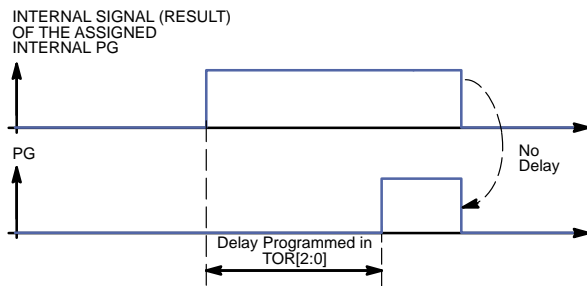 INTERNAL SIGNAL (RESULT)
OF THE ASSIGNED
INTERNAL PG
PG
No
Delay
Delay Programmed in
TOR[2:0]